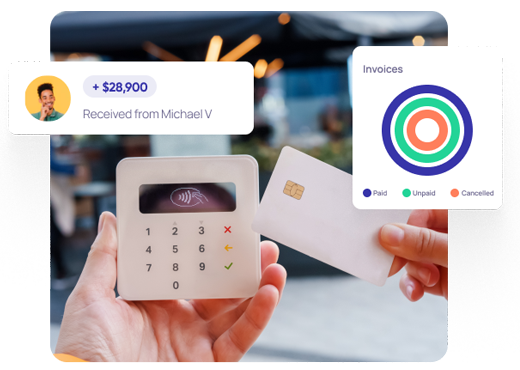 + $28,900
Received from Michael V
Invoices
Paid
Unpaid
Cancelled
1 2 3
4 5 6
7 8 9
0